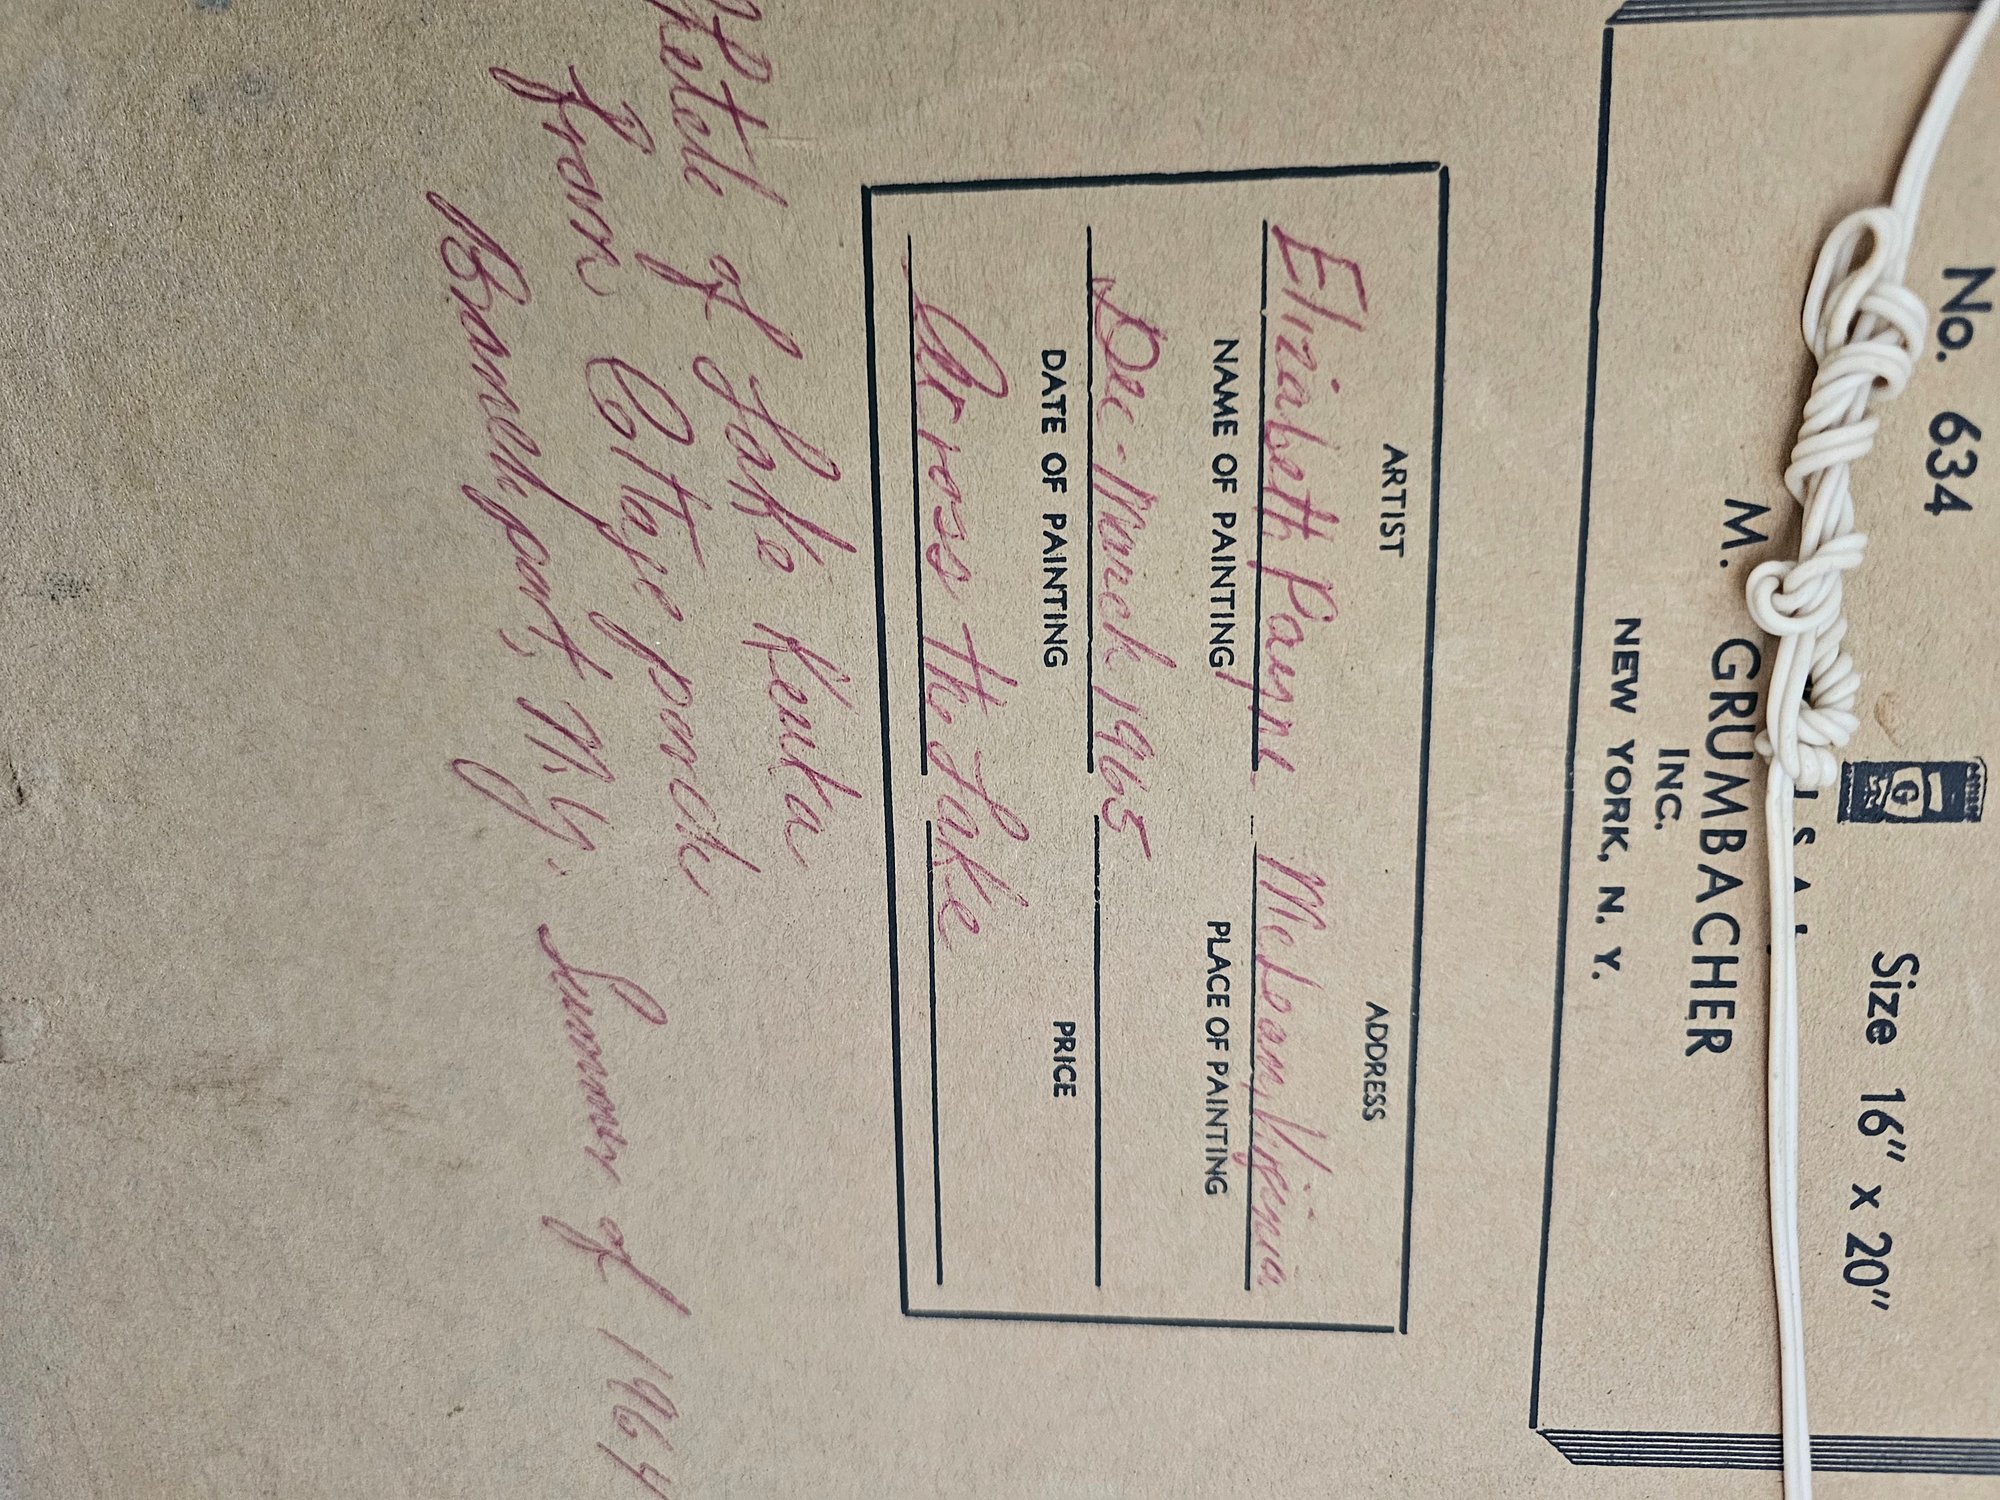 No. 634 Size 16" x 20"
U.S.A.
M. GRUMBACHER
INC.
NEW YORK, N. Y.
ARTIST ADDRESS
Elizabeth Payne McLean, Virginia
NAME OF PAINTING PLACE OF PAINTING
Dec - March 1965
DATE OF PAINTING PRICE
Across the Lake
of Lake Keuka
from Cottage porch
Branchport, N.Y. Summer of 1964